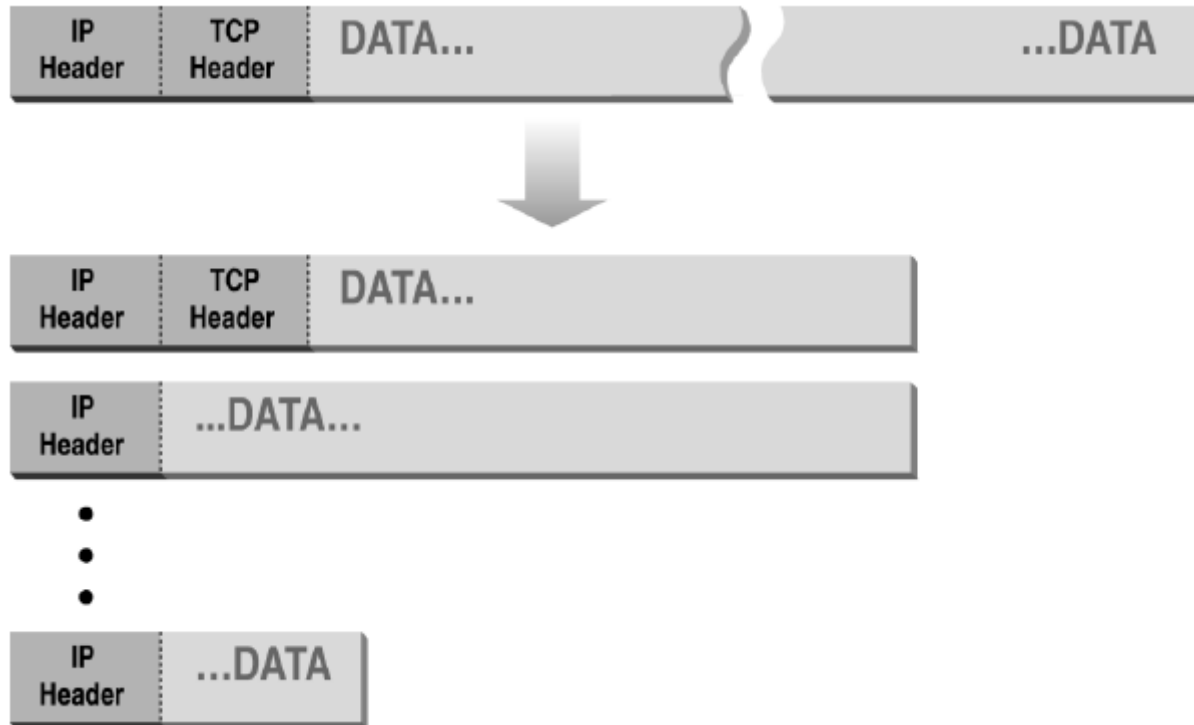 IP Header TCP Header DATA... ...DATA
IP Header TCP Header DATA...
IP Header ...DATA...
IP Header ...DATA